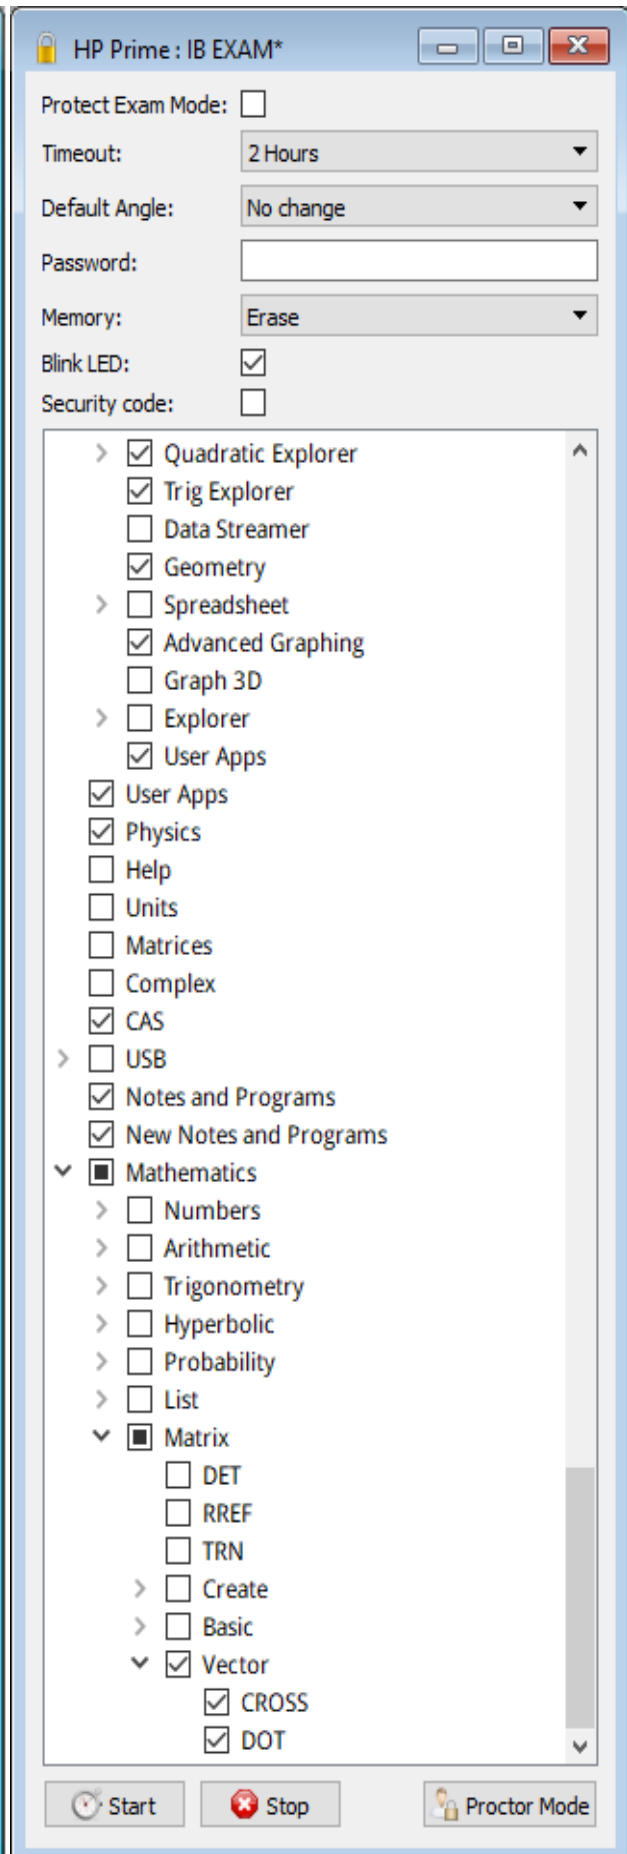 HP Prime : IB EXAM*
Protect Exam Mode:
Timeout: 2 Hours
Default Angle: No change
Password:
Memory: Erase
Blink LED:
Security code:
Quadratic Explorer
Trig Explorer
Data Streamer
Geometry
Spreadsheet
Advanced Graphing
Graph 3D
Explorer
User Apps
User Apps
Physics
Help
Units
Matrices
Complex
CAS
USB
Notes and Programs
New Notes and Programs
Mathematics
Numbers
Arithmetic
Trigonometry
Hyperbolic
Probability
List
Matrix
DET
RREF
TRN
Create
Basic
Vector
CROSS
DOT
Start Stop Proctor Mode